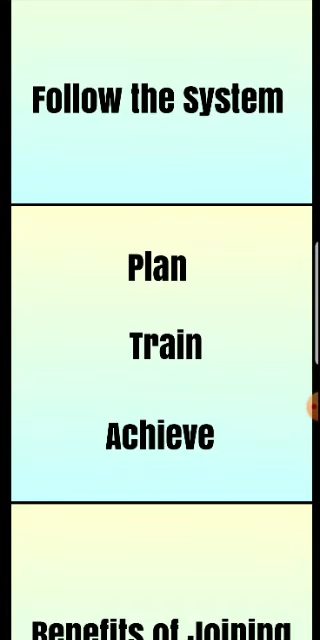 Follow the System
Plan
Train
Achieve
Benefits of Joining